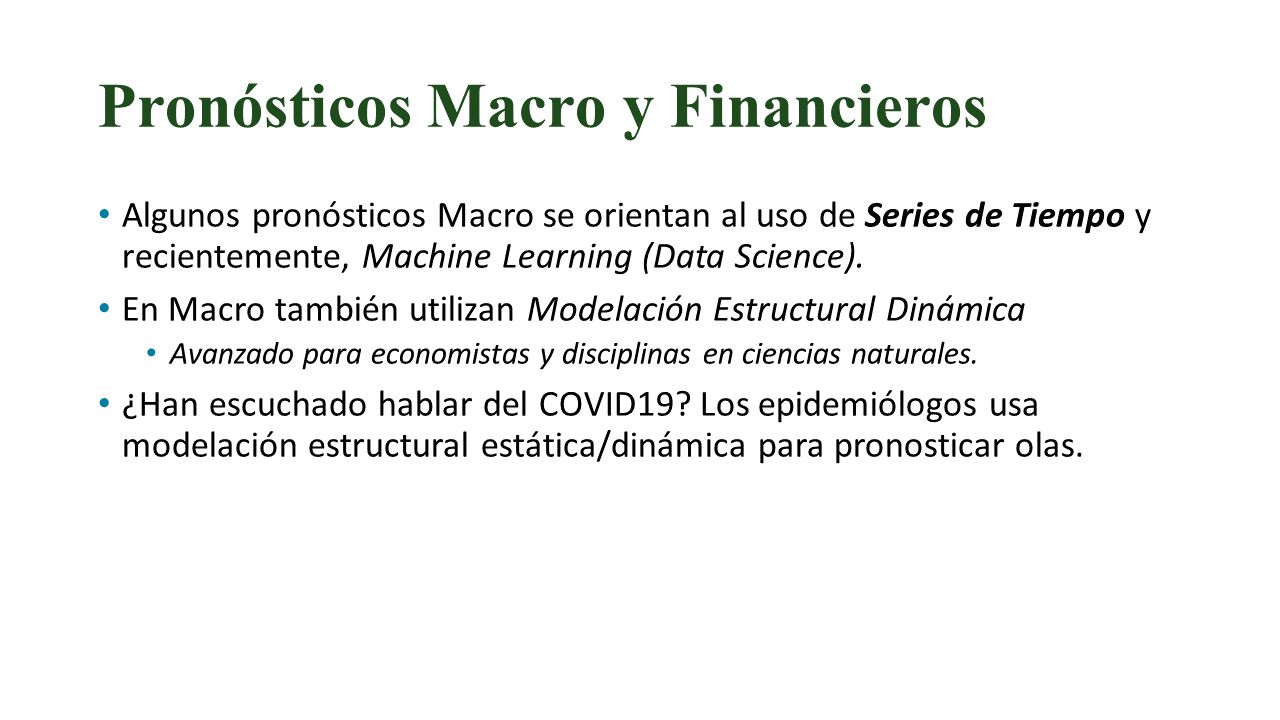 Pronósticos Macro y Financieros
• Algunos pronósticos Macro se orientan al uso de Series de Tiempo y
recientemente, Machine Learning (Data Science).
• En Macro también utilizan Modelación Estructural Dinámica
• Avanzado para economistas y disciplinas en ciencias naturales.
• ¿Han escuchado hablar del COVID19? Los epidemiólogos usa
modelación estructural estática/dinámica para pronosticar olas.